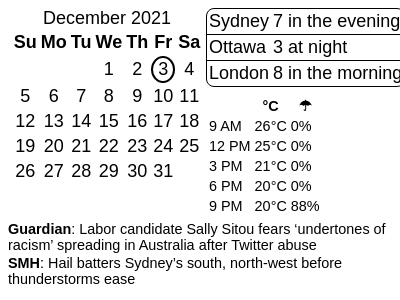 December 2021
Su Mo Tu We Th Fr Sa
1 2 3 4
5 6 7 8 9 10 11
12 13 14 15 16 17 18
19 20 21 22 23 24 25
26 27 28 29 30 31
Sydney 7 in the evening
Ottawa 3 at night
London 8 in the morning
°C ☂
9 AM 26°C 0%
12 PM 25°C 0%
3 PM 21°C 0%
6 PM 20°C 0%
9 PM 20°C 88%
Guardian: Labor candidate Sally Sitou fears ‘undertones of
racism’ spreading in Australia after Twitter abuse
SMH: Hail batters Sydney’s south, north-west before
thunderstorms ease